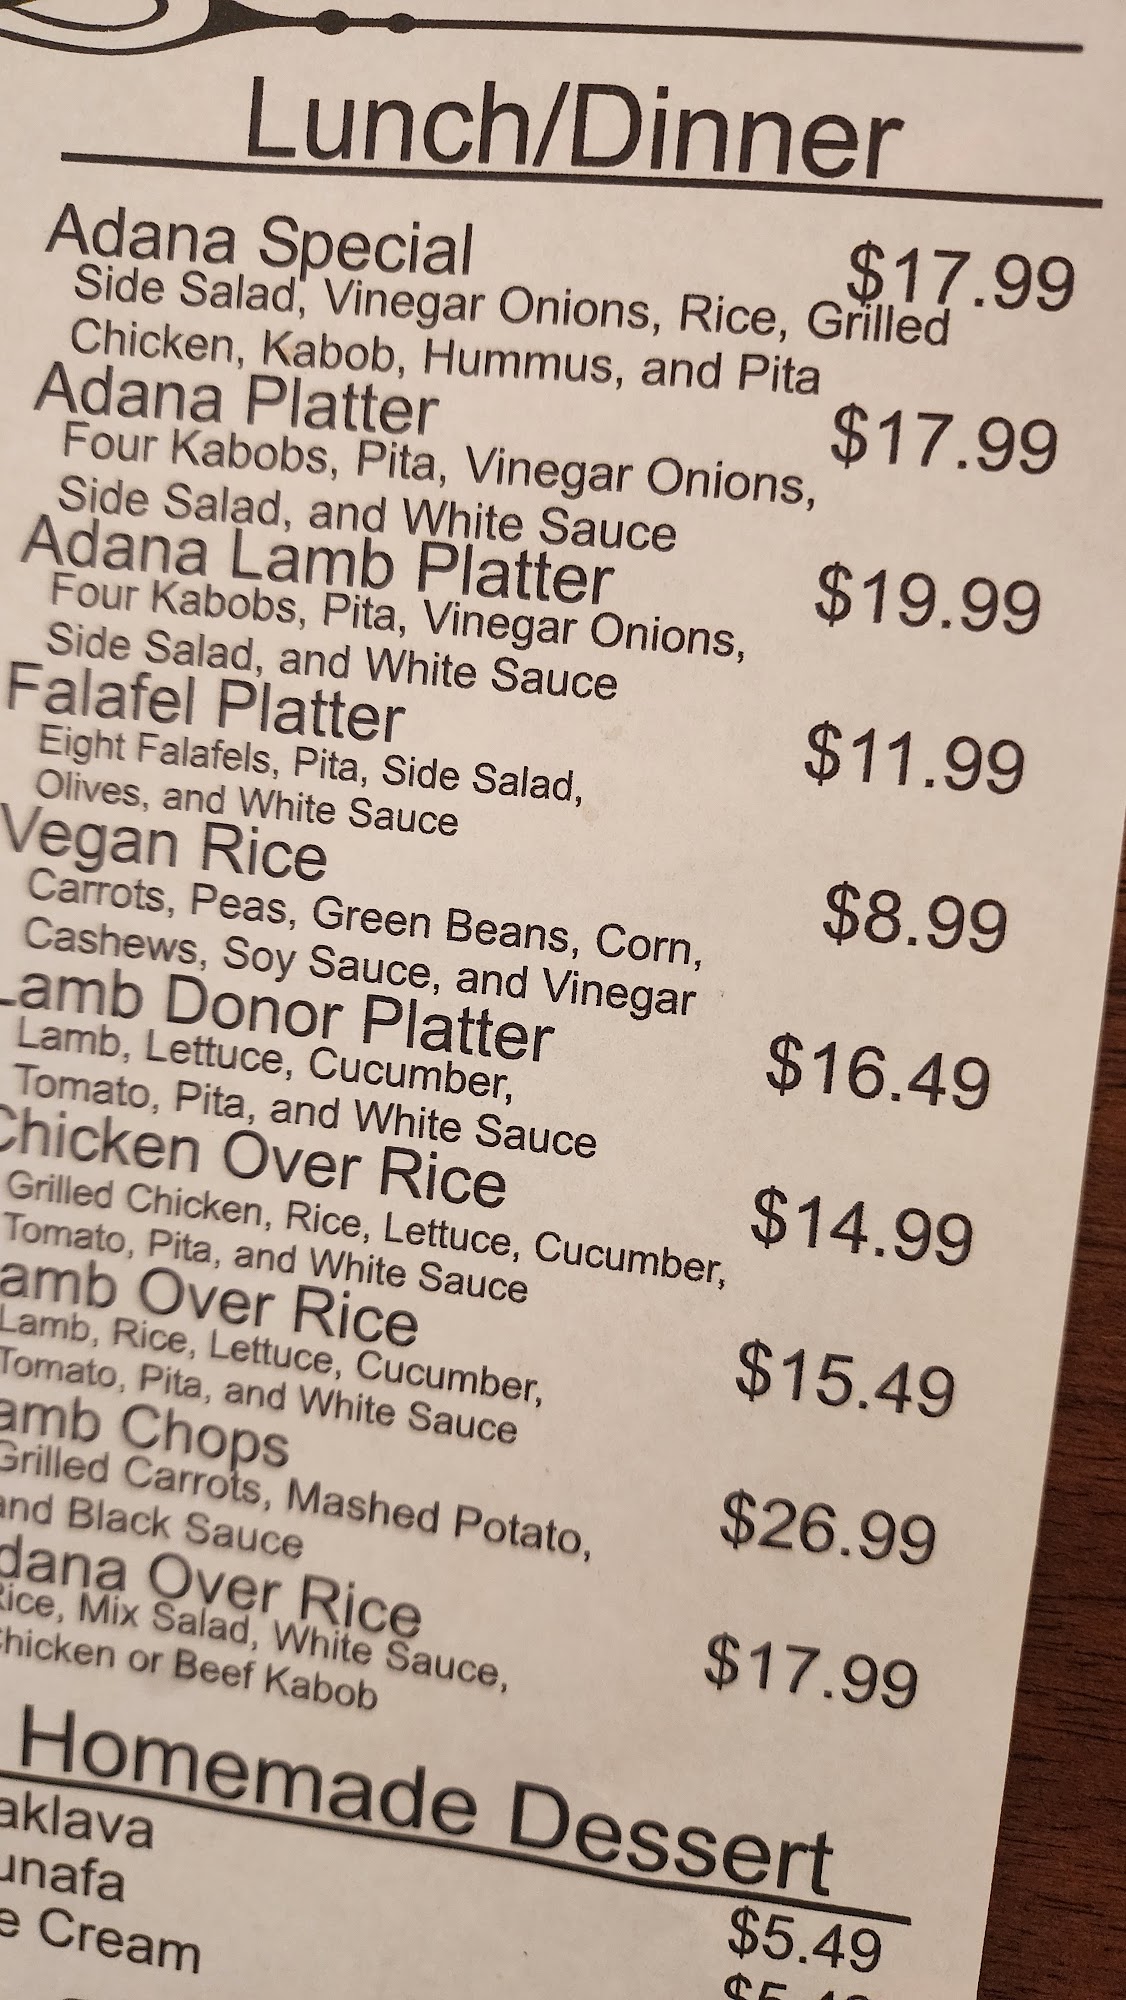 Lunch/Dinner
Adana Special $17.99
Side Salad, Vinegar Onions, Rice, Grilled
Chicken, Kabob, Hummus, and Pita
Adana Platter $17.99
Four Kabobs, Pita, Vinegar Onions,
Side Salad, and White Sauce
Adana Lamb Platter $19.99
Four Kabobs, Pita, Vinegar Onions,
Side Salad, and White Sauce
Falafel Platter $11.99
Eight Falafels, Pita, Side Salad,
Olives, and White Sauce
Vegan Rice $8.99
Carrots, Peas, Green Beans, Corn,
Cashews, Soy Sauce, and Vinegar
Lamb Donor Platter $16.49
Lamb, Lettuce, Cucumber,
Tomato, Pita, and White Sauce
Chicken Over Rice $14.99
Grilled Chicken, Rice, Lettuce, Cucumber,
Tomato, Pita, and White Sauce
amb Over Rice $15.49
Lamb, Rice, Lettuce, Cucumber,
Tomato, Pita, and White Sauce
amb Chops $26.99
Grilled Carrots, Mashed Potato,
and Black Sauce
dana Over Rice $17.99
Rice, Mix Salad, White Sauce,
Chicken or Beef Kabob
Homemade Dessert
aklava $5.49
unafa
e Cream